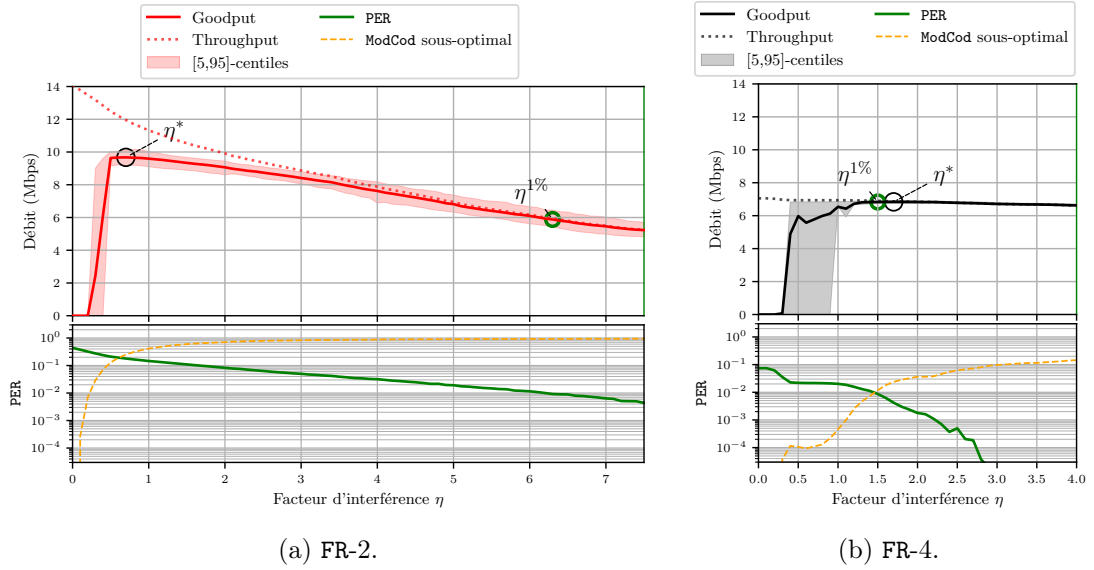 Goodput
Throughput
[5,95]-centiles
PER
ModCod sous-optimal
14
12
10
8
6
4
2
0
Débit (Mbps)
η*
η1%
10^0
10^-1
10^-2
10^-3
10^-4
PER
0 1 2 3 4 5 6 7
Facteur d'interférence η
(a) FR-2.
Goodput
Throughput
[5,95]-centiles
PER
ModCod sous-optimal
14
12
10
8
6
4
2
0
Débit (Mbps)
η1%
η*
10^0
10^-1
10^-2
10^-3
10^-4
PER
0.0 0.5 1.0 1.5 2.0 2.5 3.0 3.5 4.0
Facteur d'interférence η
(b) FR-4.